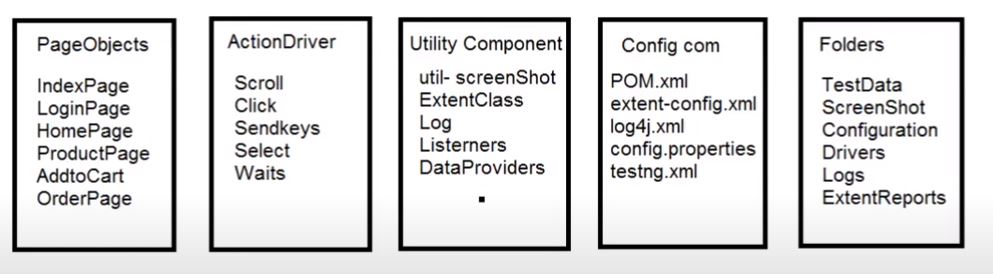 PageObjects
IndexPage
LoginPage
HomePage
ProductPage
AddtoCart
OrderPage
ActionDriver
Scroll
Click
Sendkeys
Select
Waits
Utility Component
util- screenShot
ExtentClass
Log
Listerners
DataProviders
Config com
POM.xml
extent-config.xml
log4j.xml
config.properties
testng.xml
Folders
TestData
ScreenShot
Configuration
Drivers
Logs
ExtentReports